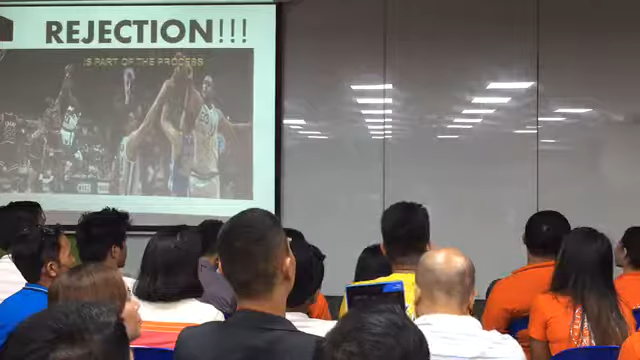 REJECTION!!!
IS PART OF THE PROCESS